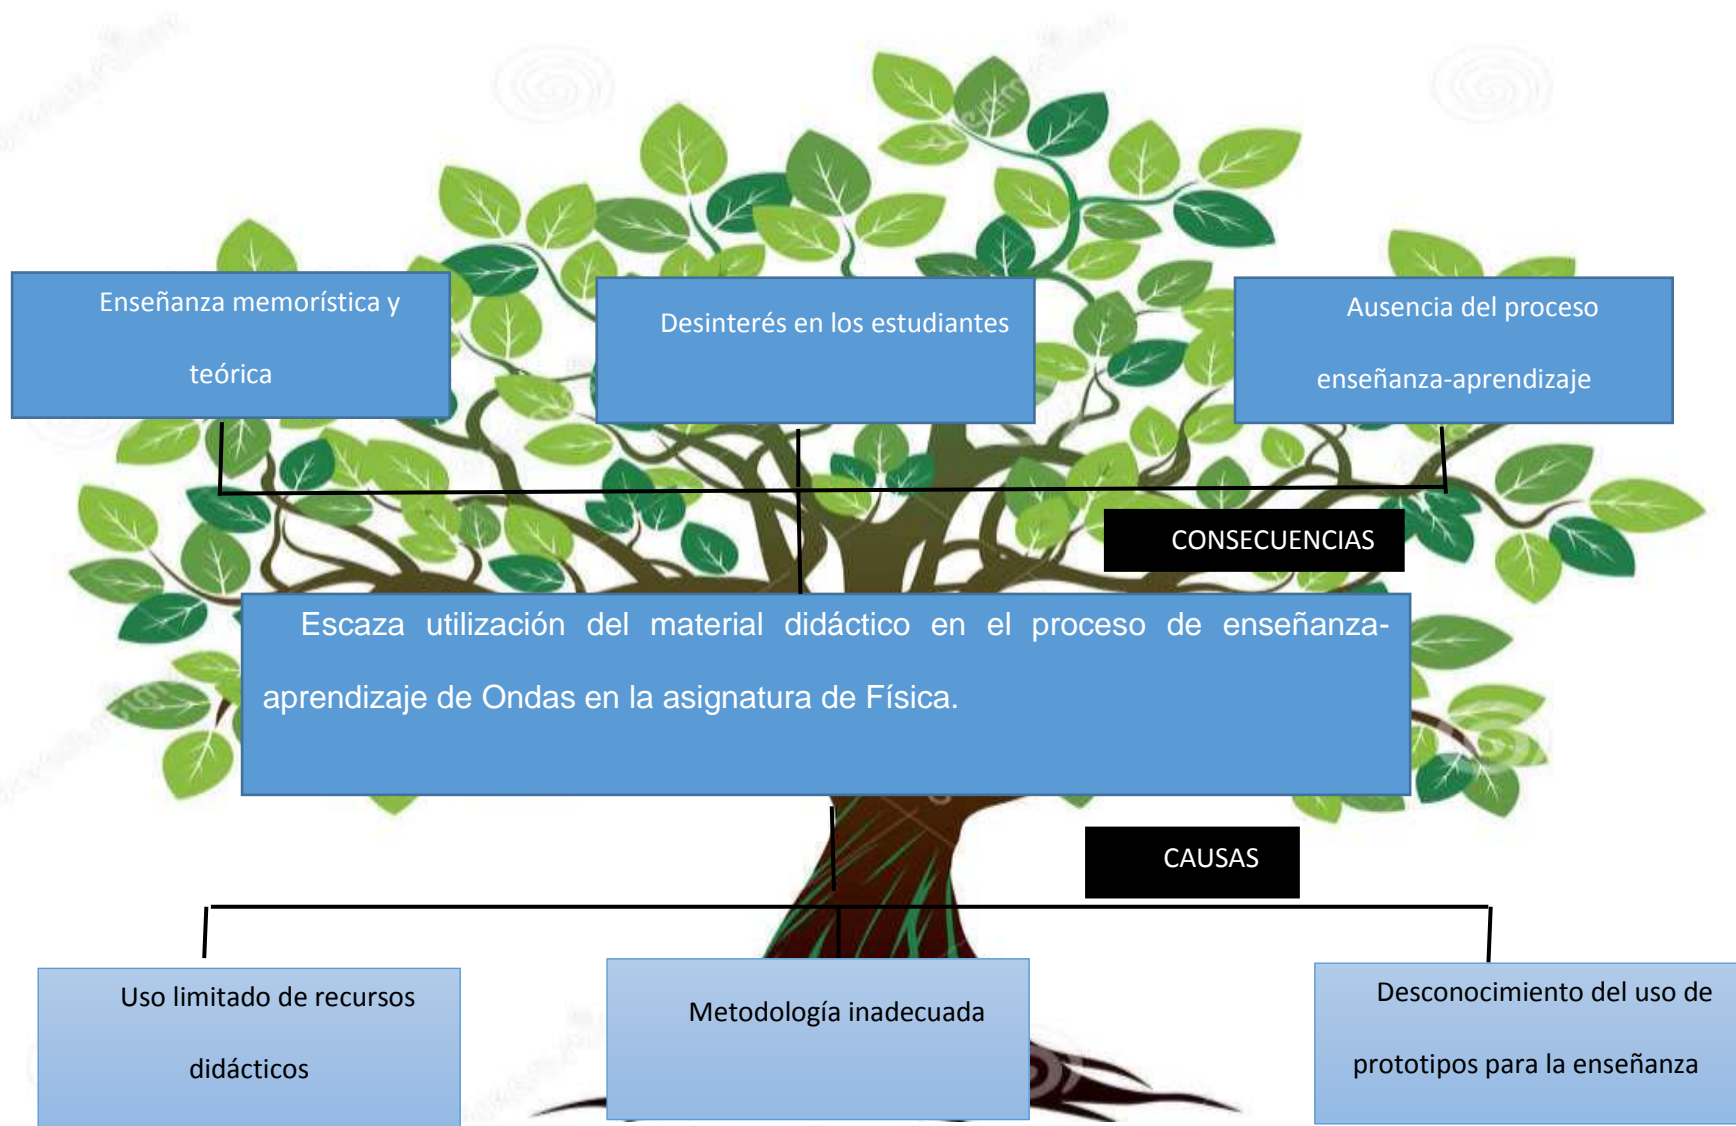 Enseñanza memorística y
teórica
Desinterés en los estudiantes
Ausencia del proceso
enseñanza-aprendizaje
CONSECUENCIAS
Escaza utilización del material didáctico en el proceso de enseñanza-
aprendizaje de Ondas en la asignatura de Física.
CAUSAS
Uso limitado de recursos
didácticos
Metodología inadecuada
Desconocimiento del uso de
prototipos para la enseñanza